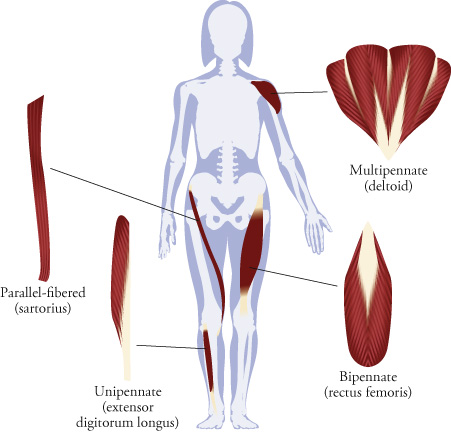 Multipennate
(deltoid)
Parallel-fibered
(sartorius)
Bipennate
(rectus femoris)
Unipennate
(extensor
digitorum longus)